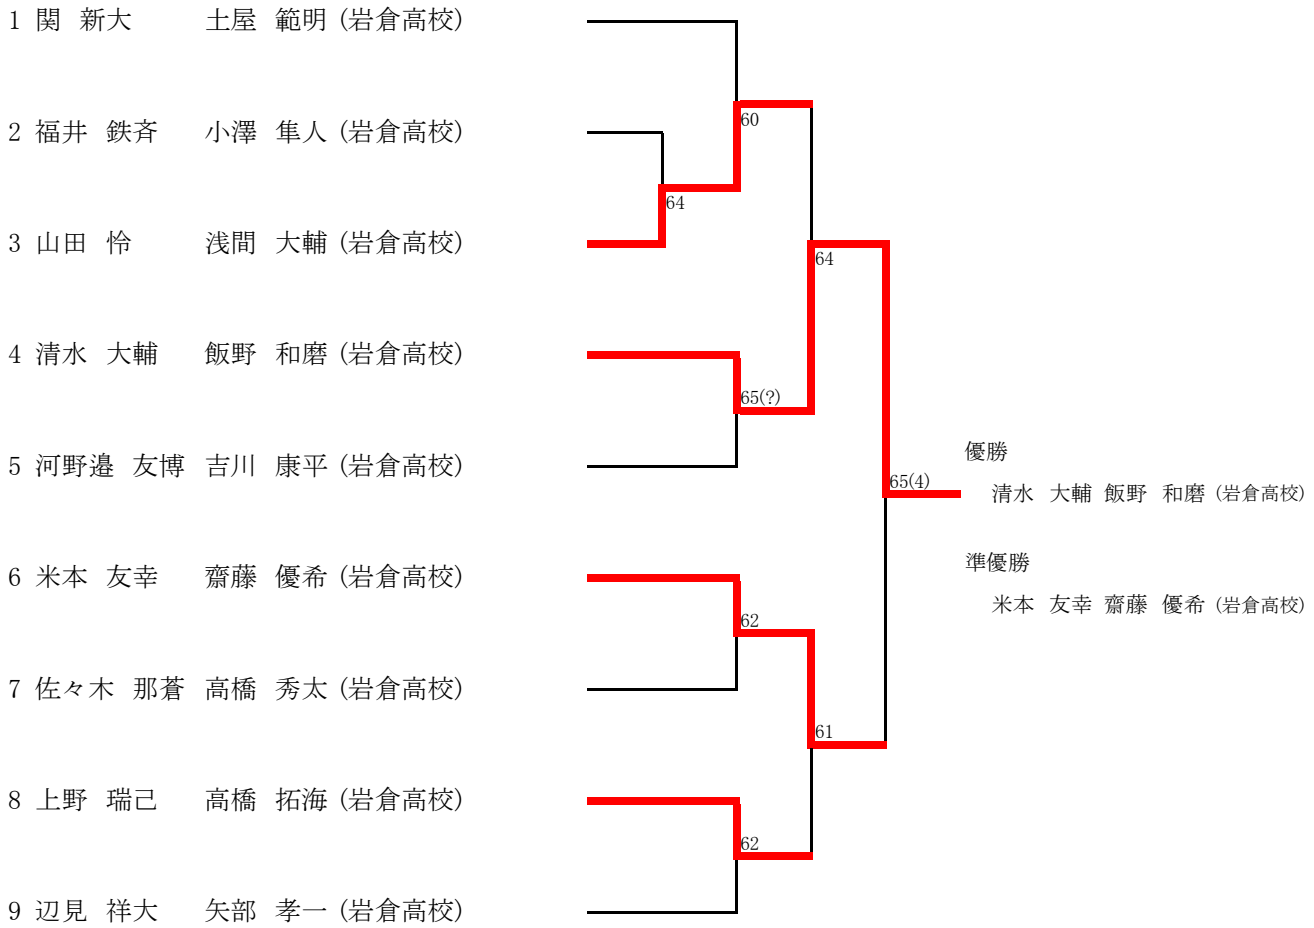 1 関 新大 土屋 範明 (岩倉高校)
60
2 福井 鉄斉 小澤 隼人 (岩倉高校)
64
3 山田 怜 浅間 大輔 (岩倉高校)
64
4 清水 大輔 飯野 和磨 (岩倉高校)
65(?)
優勝
5 河野邉 友博 吉川 康平 (岩倉高校)
65(4)
清水 大輔 飯野 和磨 (岩倉高校)
準優勝
6 米本 友幸 齋藤 優希 (岩倉高校)
米本 友幸 齋藤 優希 (岩倉高校)
62
7 佐々木 那蒼 高橋 秀太 (岩倉高校)
61
8 上野 瑞己 高橋 拓海 (岩倉高校)
62
9 辺見 祥大 矢部 孝一 (岩倉高校)